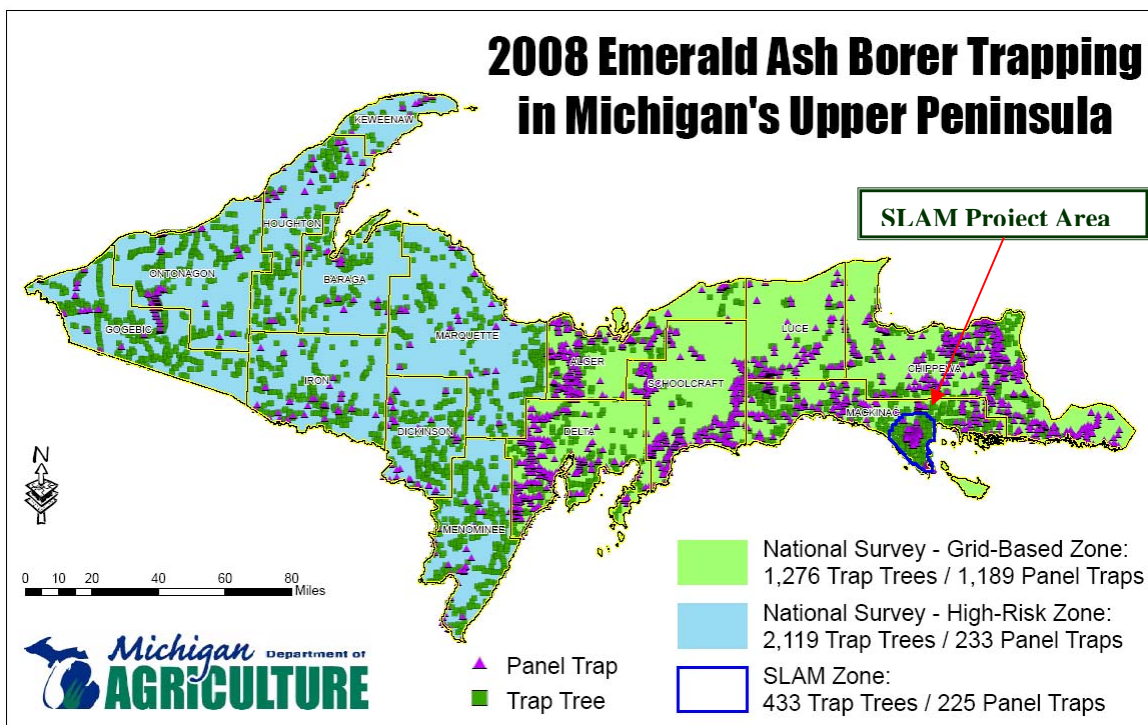 2008 Emerald Ash Borer Trapping
in Michigan's Upper Peninsula
KEWEENAW
SLAM Project Area
HOUGHTON
ONTONAGON
BARAGA
GOGEBIC
MARQUETTE
LUCE
ALGER
IRON
SCHOOLCRAFT
CHIPPEWA
MACKINAC
DICKINSON
DELTA
N
MENOMINEE
National Survey - Grid-Based Zone:
1,276 Trap Trees / 1,189 Panel Traps
0 10 20 40 60 80
Miles
National Survey - High-Risk Zone:
2,119 Trap Trees / 233 Panel Traps
Michigan Department of
AGRICULTURE
Panel Trap
Trap Tree
SLAM Zone:
433 Trap Trees / 225 Panel Traps